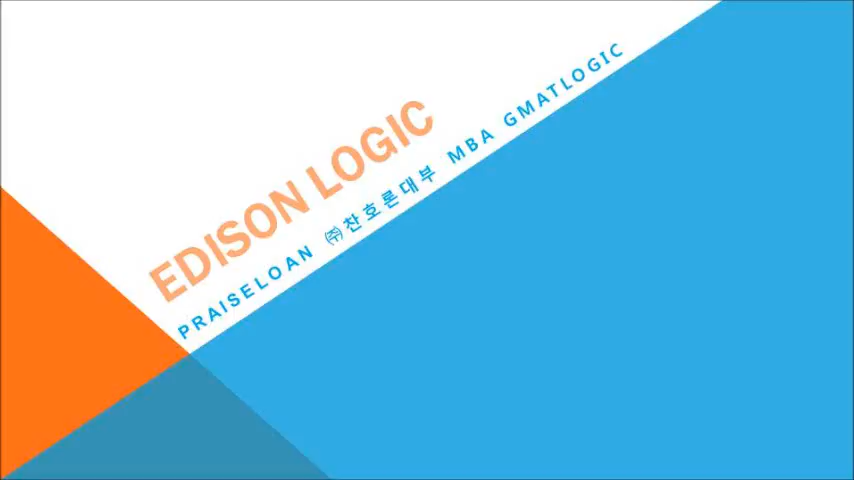 EDISON LOGIC
PRAISELOAN ㈜찬호론대부 MBA GMATLOGIC